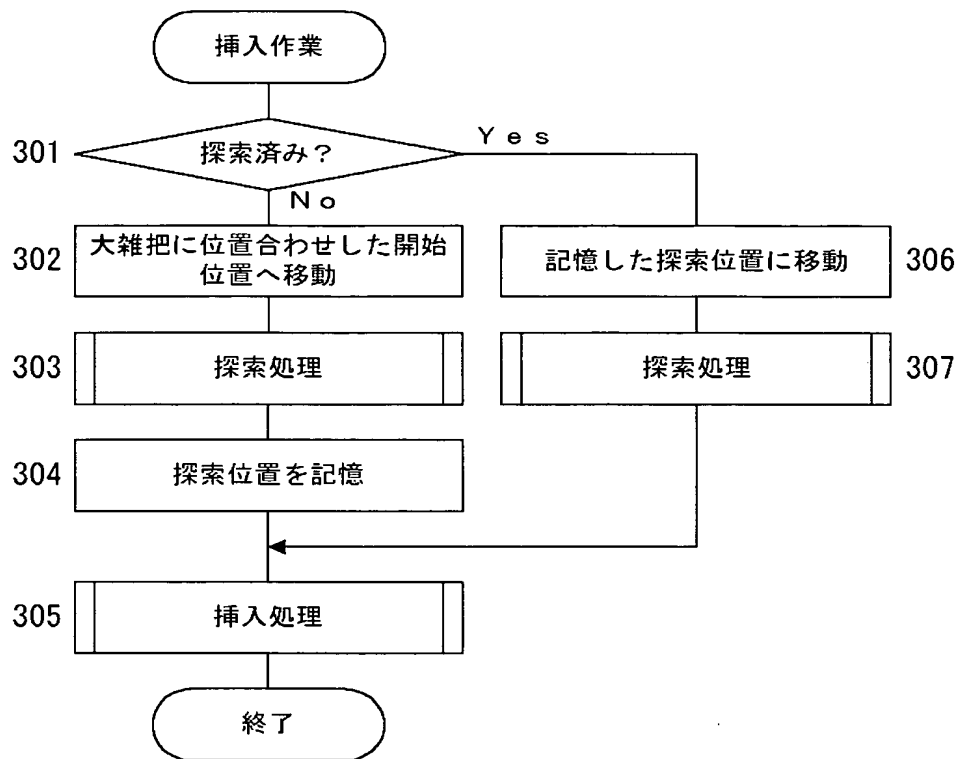 挿入作業
301
探索済み?
Yes
No
302
大雑把に位置合わせした開始
位置へ移動
記憶した探索位置に移動
306
303
探索処理
探索処理
307
304
探索位置を記憶
305
挿入処理
終了